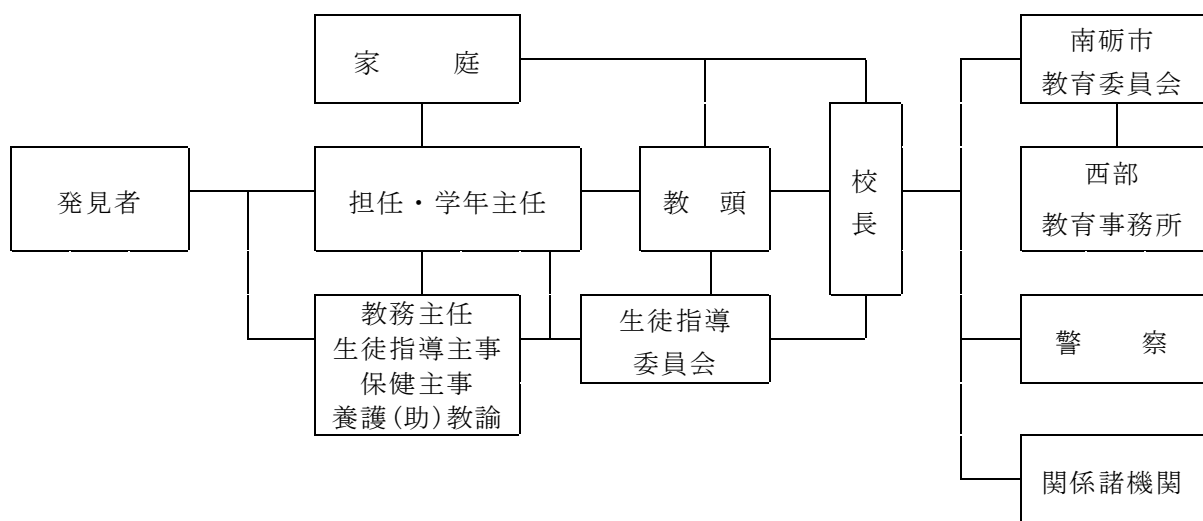 家　　庭
南砺市
教育委員会
発見者
担任・学年主任
教　頭
校長
西部
教育事務所
教務主任
生徒指導主事
保健主事
養護(助)教諭
生徒指導
委員会
警　　察
関係諸機関